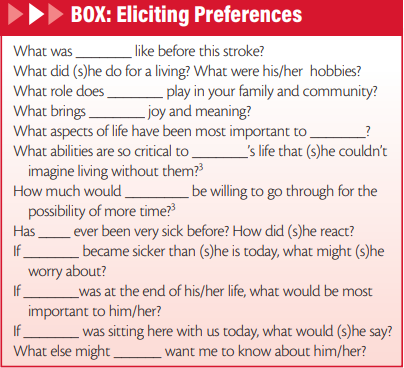 BOX: Eliciting Preferences
What was ________ like before this stroke?
What did (s)he do for a living? What were his/her hobbies?
What role does ________ play in your family and community?
What brings ________ joy and meaning?
What aspects of life have been most important to ________?
What abilities are so critical to ________'s life that (s)he couldn't
imagine living without them?³
How much would _________ be willing to go through for the
possibility of more time?³
Has _____ ever been very sick before? How did (s)he react?
If ________ became sicker than (s)he is today, what might (s)he
worry about?
If ________was at the end of his/her life, what would be most
important to him/her?
If ________ was sitting here with us today, what would (s)he say?
What else might _______ want me to know about him/her?